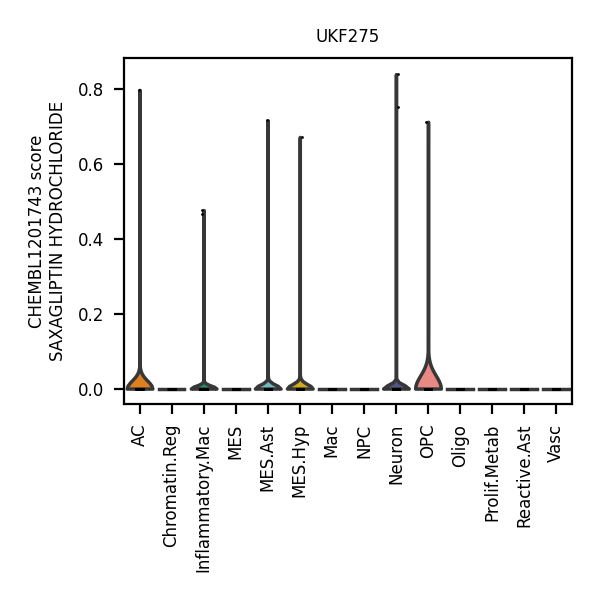 UKF275
CHEMBL1201743 score
SAXAGLIPTIN HYDROCHLORIDE
0.8
0.6
0.4
0.2
0.0
AC
Chromatin.Reg
Inflammatory.Mac
MES
MES.Ast
MES.Hyp
Mac
NPC
Neuron
OPC
Oligo
Prolif.Metab
Reactive.Ast
Vasc